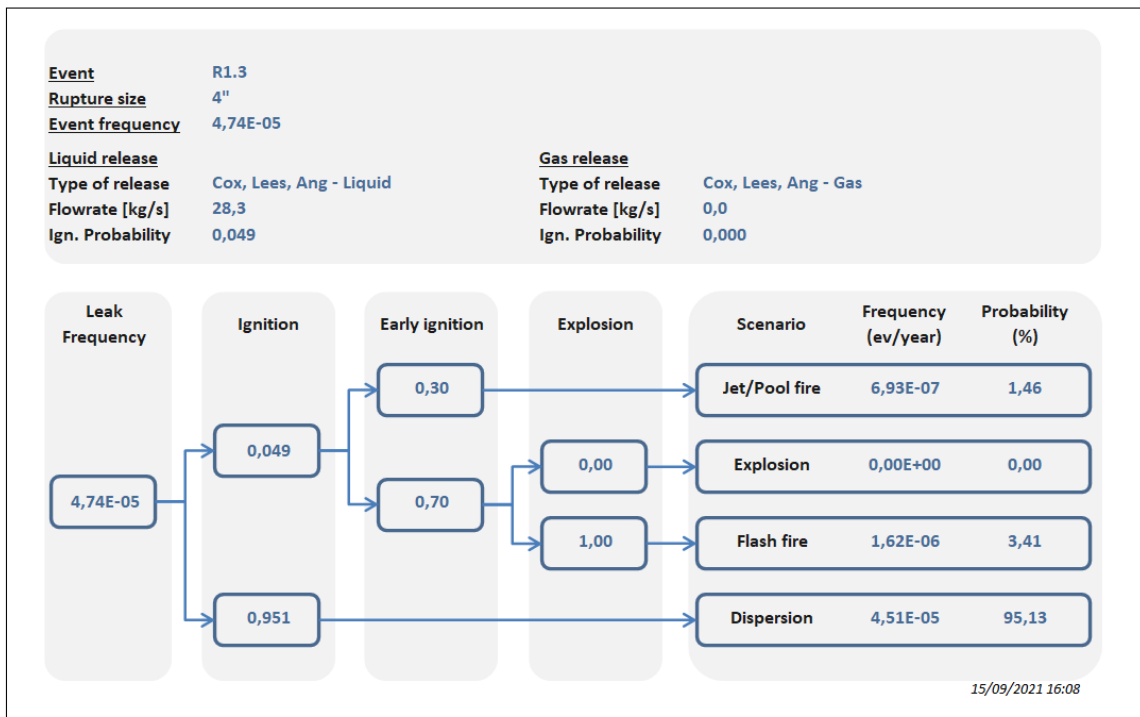 Event R1.3
Rupture size 4"
Event frequency 4,74E-05
Liquid release Gas release
Type of release Cox, Lees, Ang - Liquid Type of release Cox, Lees, Ang - Gas
Flowrate [kg/s] 28,3 Flowrate [kg/s] 0,0
Ign. Probability 0,049 Ign. Probability 0,000
Leak
Frequency
Ignition
Early ignition
Explosion
Scenario
Frequency
(ev/year)
Probability
(%)
0,30
Jet/Pool fire 6,93E-07 1,46
0,049
0,00
Explosion 0,00E+00 0,00
4,74E-05
0,70
1,00
Flash fire 1,62E-06 3,41
0,951
Dispersion 4,51E-05 95,13
15/09/2021 16:08